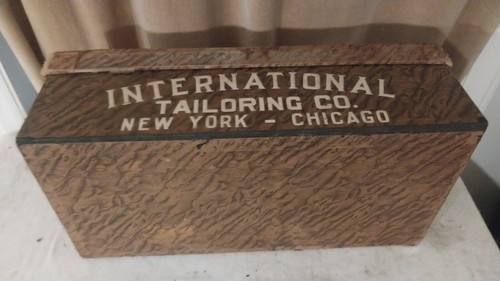 INTERNATIONAL
TAILORING CO.
NEW YORK - CHICAGO